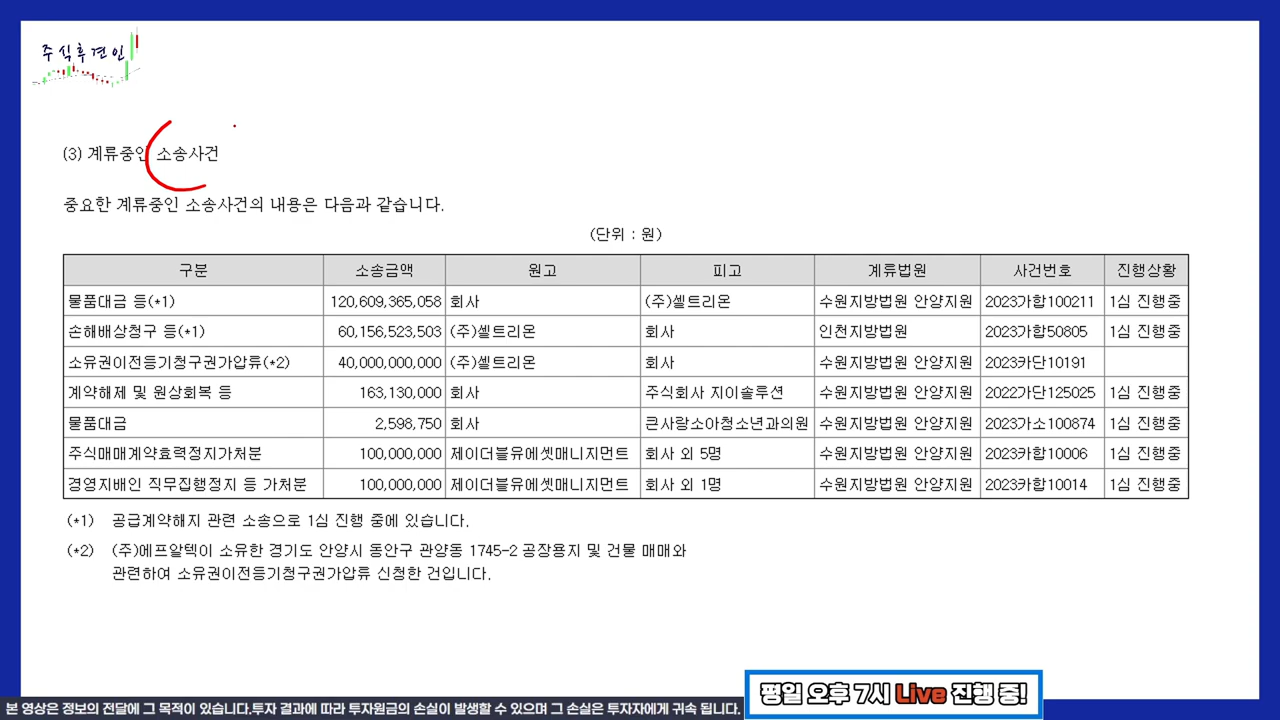 주식후견인
(3) 계류중인 소송사건
중요한 계류중인 소송사건의 내용은 다음과 같습니다.
(단위 : 원)
구분 소송금액 원고 피고 계류법원 사건번호 진행상황
물품대금 등(*1) 120,609,365,058 회사 (주)셀트리온 수원지방법원 안양지원 2023가합100211 1심 진행중
손해배상청구 등(*1) 60,156,523,503 (주)셀트리온 회사 인천지방법원 2023가합50805 1심 진행중
소유권이전등기청구권가압류(*2) 40,000,000,000 (주)셀트리온 회사 수원지방법원 안양지원 2023카단10191
계약해제 및 원상회복 등 163,130,000 회사 주식회사 지이솔루션 수원지방법원 안양지원 2022가단125025 1심 진행중
물품대금 2,598,750 회사 큰사랑소아청소년과의원 수원지방법원 안양지원 2023가소100874 1심 진행중
주식매매계약효력정지가처분 100,000,000 제이더블유에셋매니지먼트 회사 외 5명 수원지방법원 안양지원 2023카합10006 1심 진행중
경영지배인 직무집행정지 등 가처분 100,000,000 제이더블유에셋매니지먼트 회사 외 1명 수원지방법원 안양지원 2023카합10014 1심 진행중
(*1) 공급계약해지 관련 소송으로 1심 진행 중에 있습니다.
(*2) (주)에프알텍이 소유한 경기도 안양시 동안구 관양동 1745-2 공장용지 및 건물 매매와
관련하여 소유권이전등기청구권가압류 신청한 건입니다.
평일 오후 7시 Live 진행 중!
본 영상은 정보의 전달에 그 목적이 있습니다.투자 결과에 따라 투자원금의 손실이 발생할 수 있으며 그 손실은 투자자에게 귀속 됩니다.